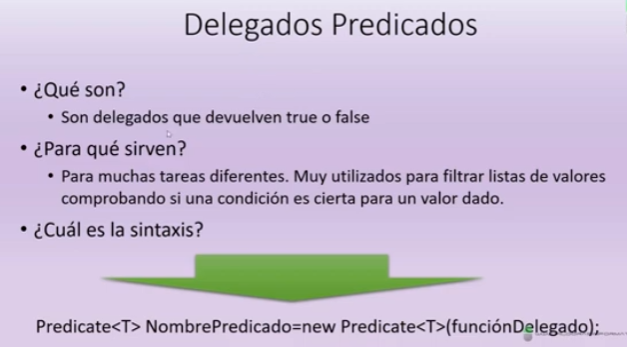 Delegados Predicados
• ¿Qué son?
• Son delegados que devuelven true o false
• ¿Para qué sirven?
• Para muchas tareas diferentes. Muy utilizados para filtrar listas de valores
comprobando si una condición es cierta para un valor dado.
• ¿Cuál es la sintaxis?
Predicate<T> NombrePredicado=new Predicate<T>(funciónDelegado);